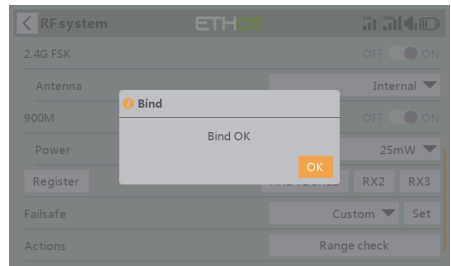 RF system
ETHOS
2.4G FSK
OFF
ON
Antenna
Internal
Bind
900M
OFF
ON
Bind OK
Power
25mW
OK
Register
RX2
RX3
Failsafe
Custom
Set
Actions
Range check